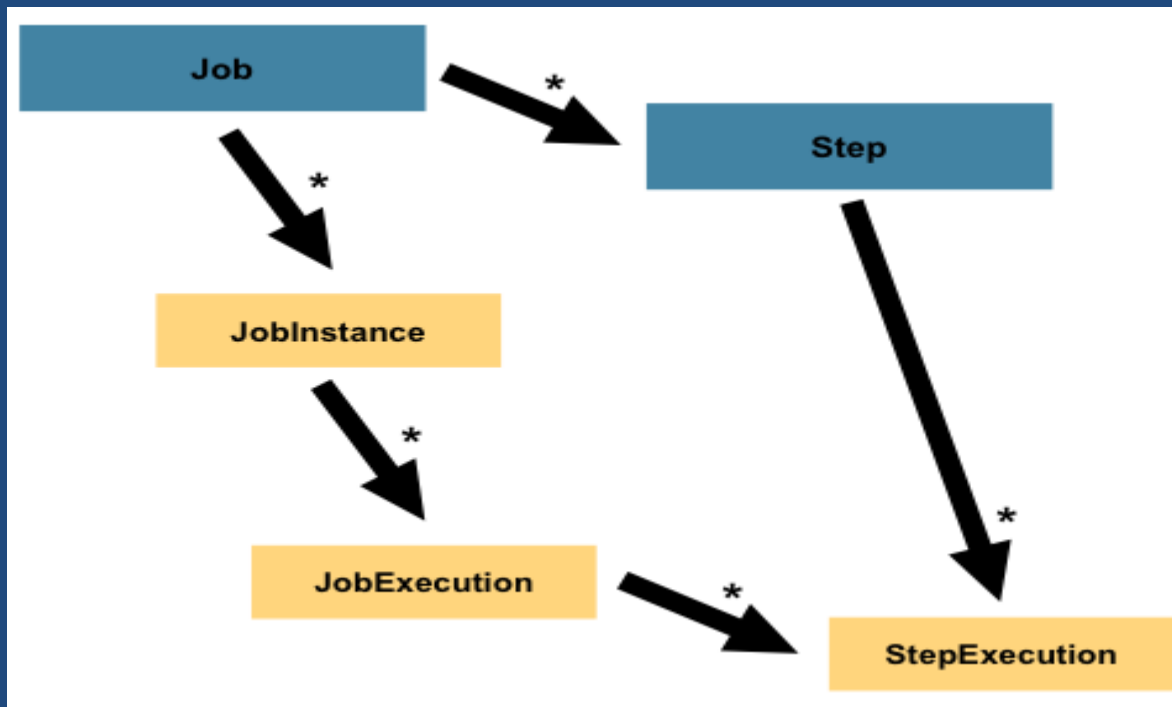 Job
*
Step
*
JobInstance
*
*
JobExecution
*
StepExecution